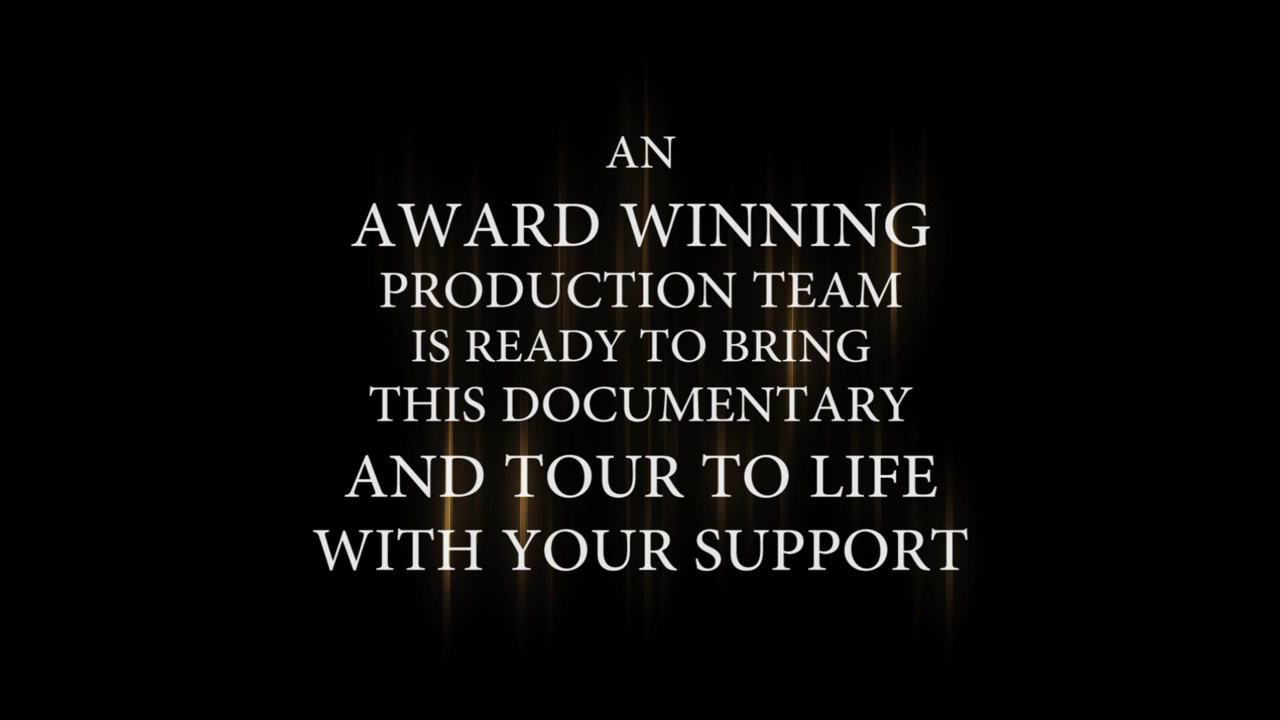 AN
AWARD WINNING
PRODUCTION TEAM
IS READY TO BRING
THIS DOCUMENTARY
AND TOUR TO LIFE
WITH YOUR SUPPORT